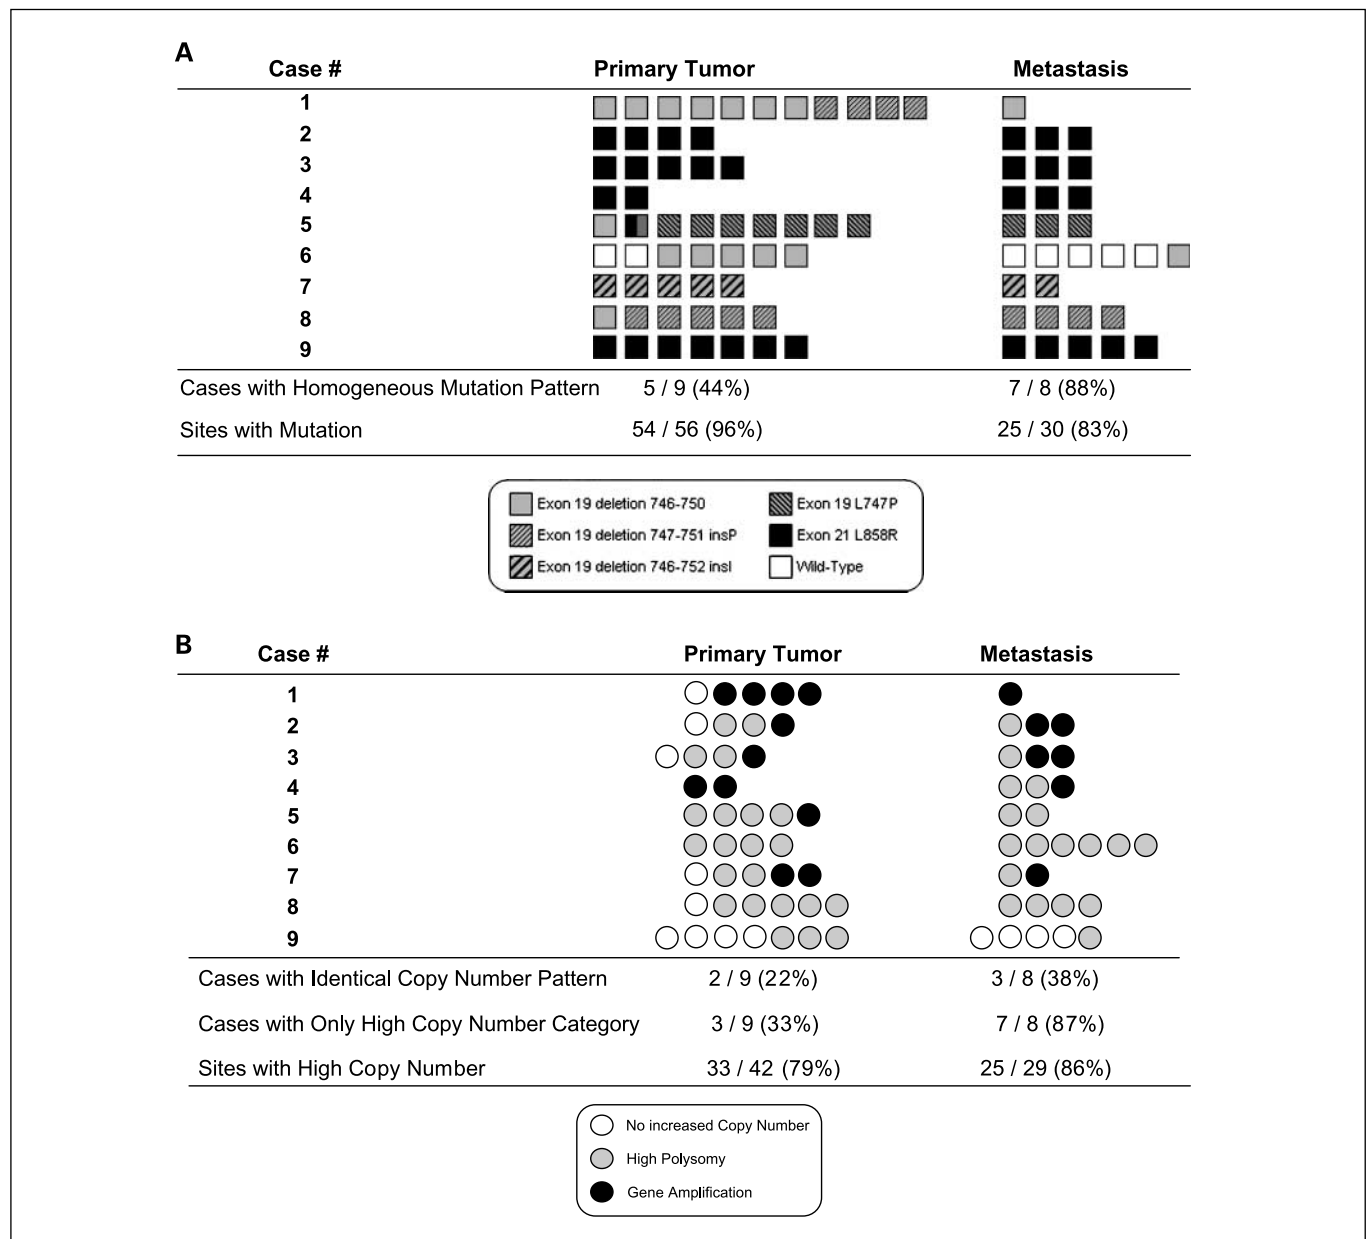 A
Case # Primary Tumor Metastasis
1
2
3
4
5
6
7
8
9
Cases with Homogeneous Mutation Pattern 5 / 9 (44%) 7 / 8 (88%)
Sites with Mutation 54 / 56 (96%) 25 / 30 (83%)
Exon 19 deletion 746-750 Exon 19 L747P
Exon 19 deletion 747-751 insP Exon 21 L858R
Exon 19 deletion 746-752 insI Wild-Type
B
Case # Primary Tumor Metastasis
1
2
3
4
5
6
7
8
9
Cases with Identical Copy Number Pattern 2 / 9 (22%) 3 / 8 (38%)
Cases with Only High Copy Number Category 3 / 9 (33%) 7 / 8 (87%)
Sites with High Copy Number 33 / 42 (79%) 25 / 29 (86%)
No increased Copy Number
High Polysomy
Gene Amplification